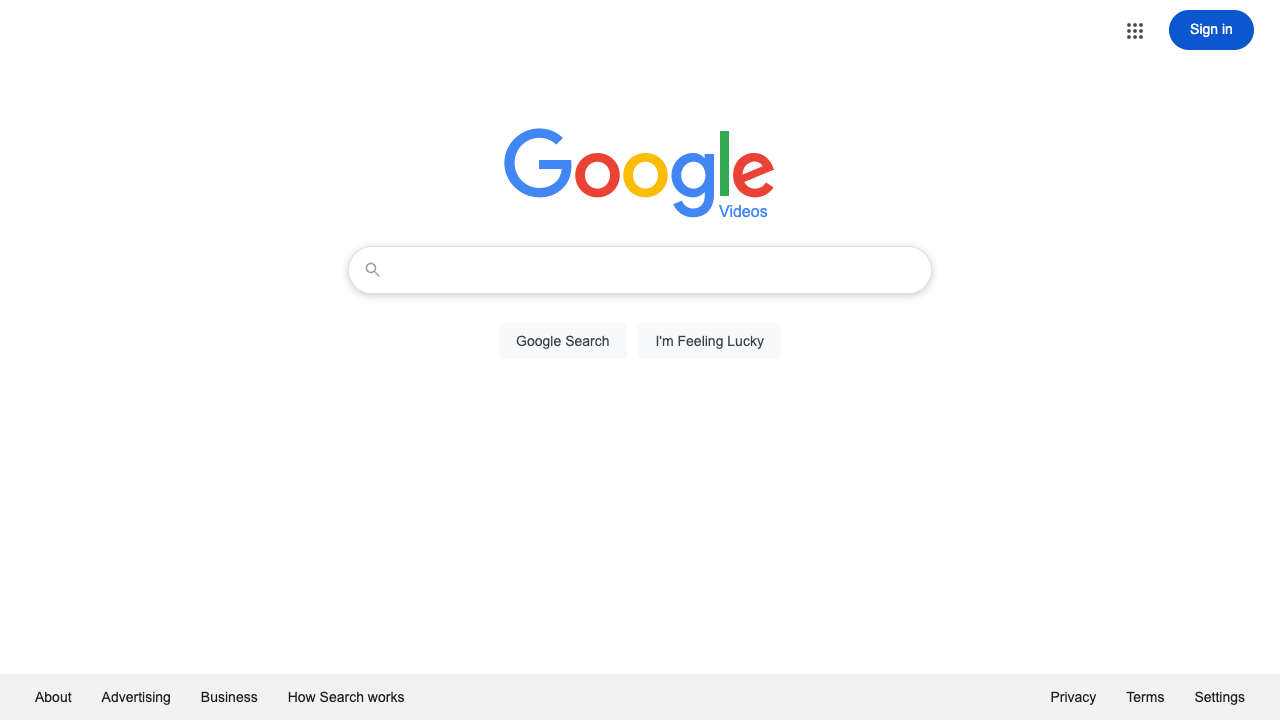 Sign in
Google
Videos
Google Search
I'm Feeling Lucky
About
Advertising
Business
How Search works
Privacy
Terms
Settings